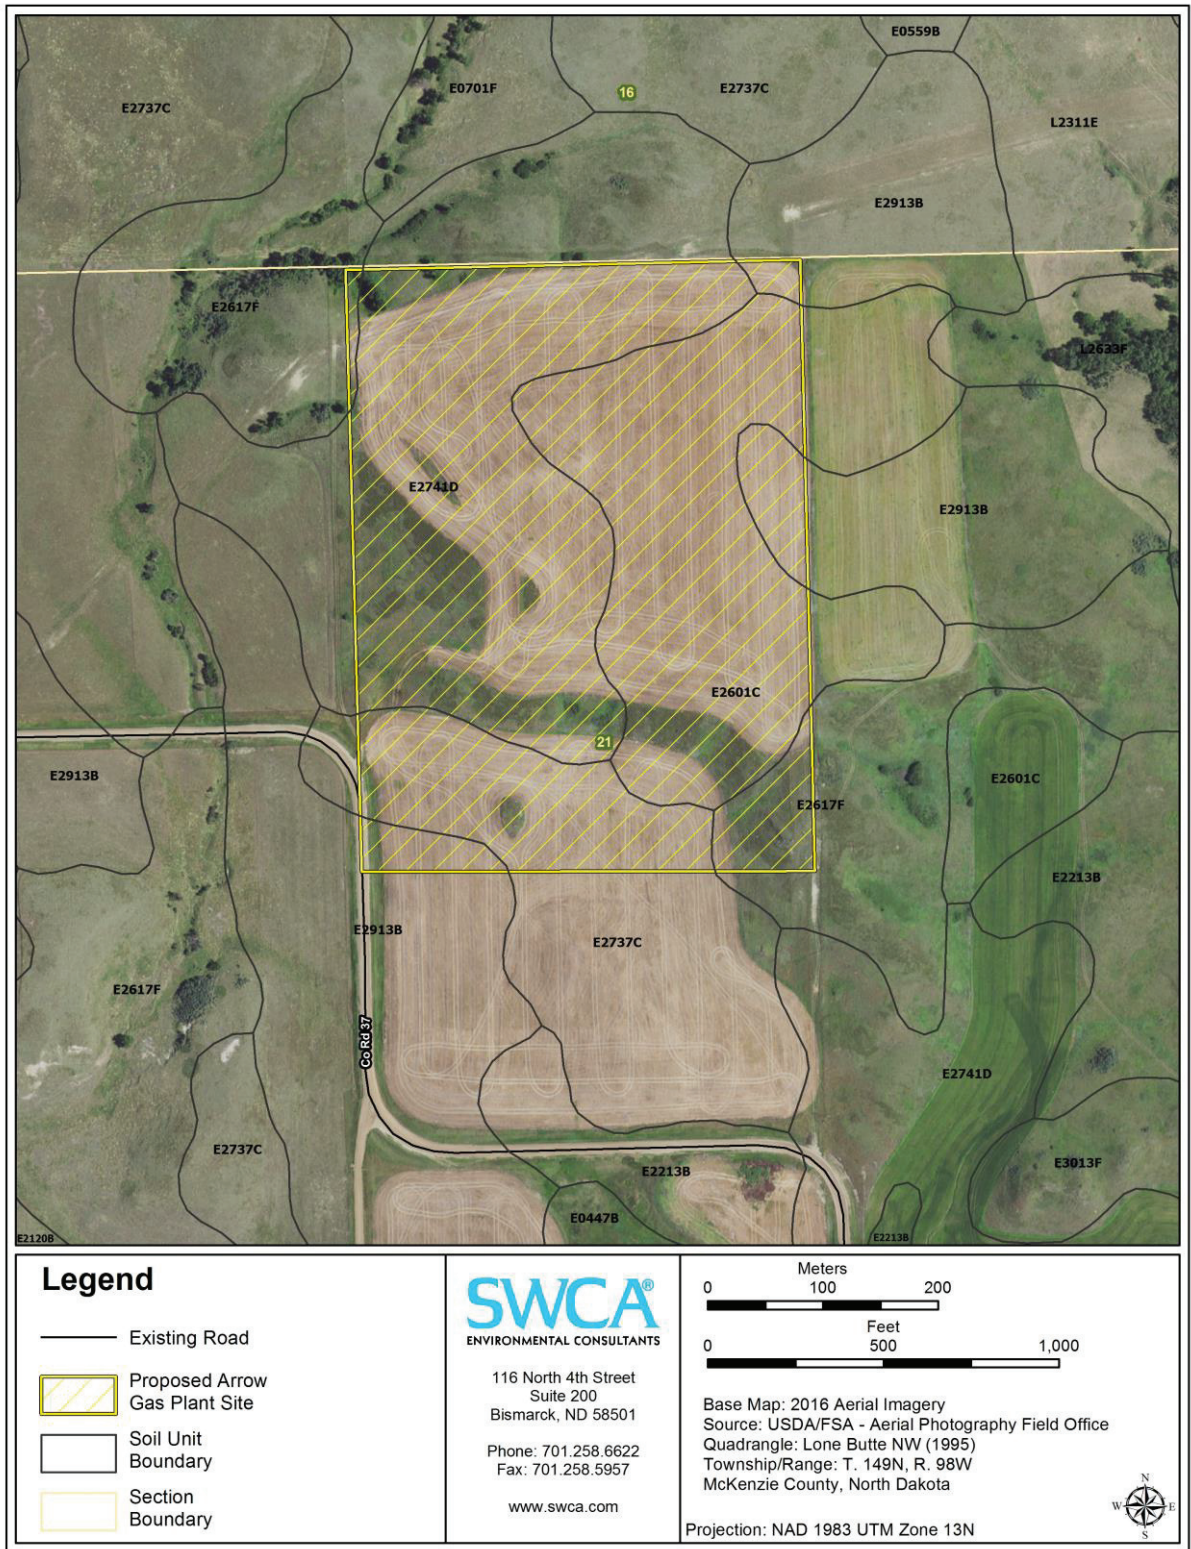 E0559B
E2737C
E0701F
16
E2737C
L2311E
E2913B
E2617F
L2633F
E2741D
E2913B
E2601C
21
E2913B
E2601C
E2617F
E2213B
E2913B
E2737C
E2617F
Co Rd 37
E2741D
E2737C
E2213B
E3013F
E0447B
E2120B
E2213B
Legend
Existing Road
Proposed Arrow
Gas Plant Site
Soil Unit
Boundary
Section
Boundary
SWCA®
ENVIRONMENTAL CONSULTANTS
116 North 4th Street
Suite 200
Bismarck, ND 58501
Phone: 701.258.6622
Fax: 701.258.5957
www.swca.com
Meters
0 100 200
Feet
0 500 1,000
Base Map: 2016 Aerial Imagery
Source: USDA/FSA - Aerial Photography Field Office
Quadrangle: Lone Butte NW (1995)
Township/Range: T. 149N, R. 98W
McKenzie County, North Dakota
N
W E
S
Projection: NAD 1983 UTM Zone 13N